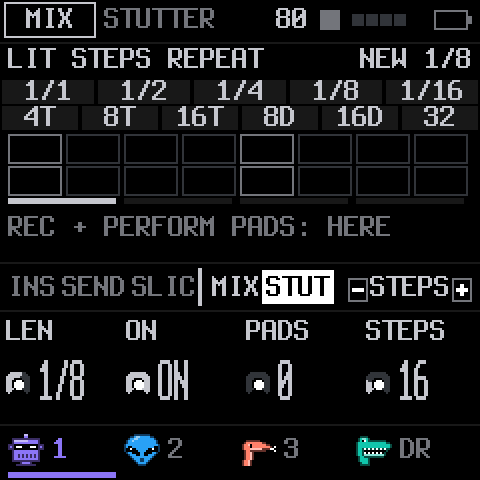 MIX STUTTER 80
LIT STEPS REPEAT NEW 1/8
1/1 1/2 1/4 1/8 1/16
4T 8T 16T 8D 16D 32
REC + PERFORM PADS: HERE
INS SEND SLIC MIX STUT - STEPS +
LEN ON PADS STEPS
1/8 ON 0 16
1 2 3 DR